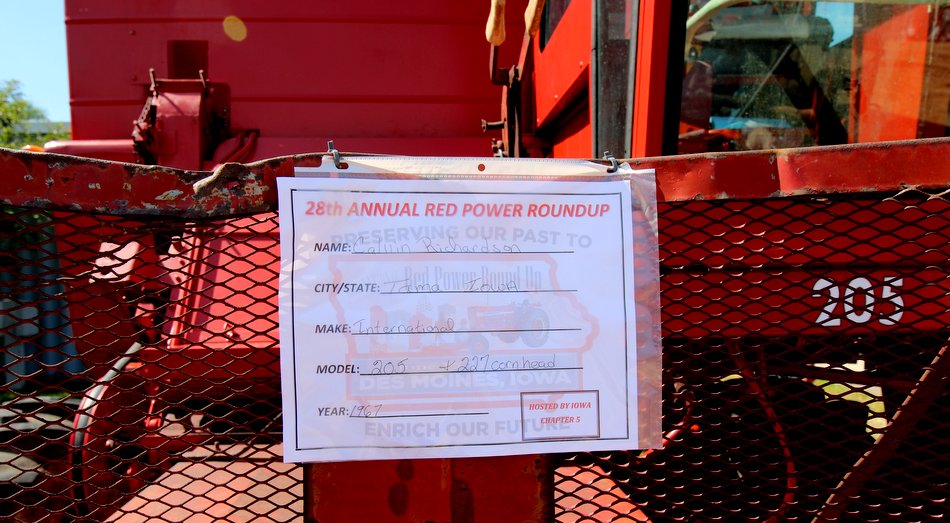 28th ANNUAL RED POWER ROUNDUP
PRESERVING OUR PAST TO
NAME: Calvin Richardson
Red Power Round Up
CITY/STATE: Tama Iowa
MAKE: International
MODEL: 205 + 227 cornhead
DES MOINES, IOWA
YEAR: 1967
HOSTED BY IOWA
CHAPTER 5
ENRICH OUR FUTURE
205